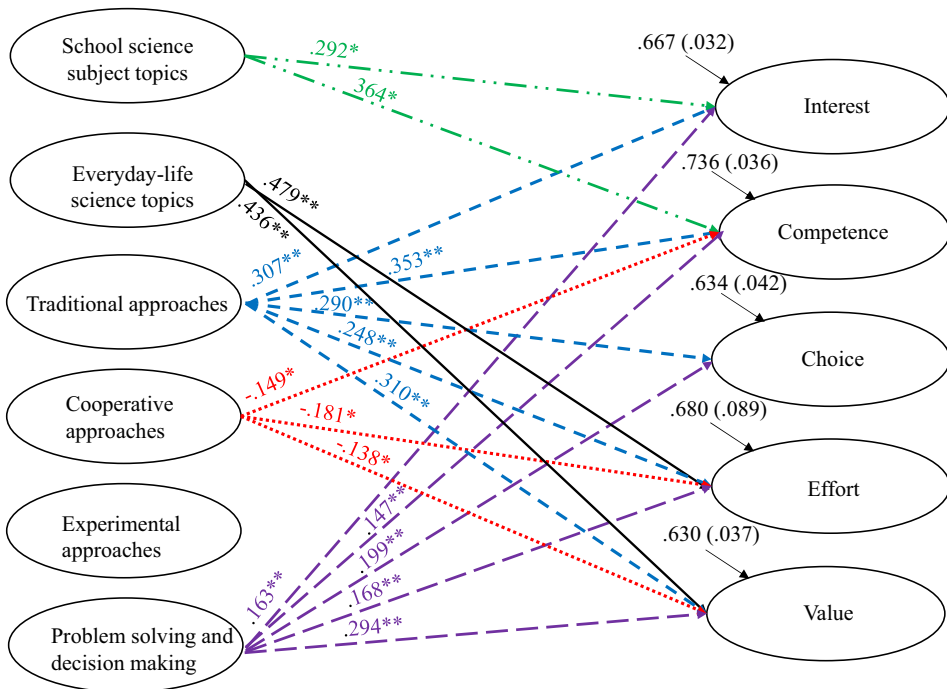 School science
subject topics
Everyday-life
science topics
Traditional approaches
Cooperative
approaches
Experimental
approaches
Problem solving and
decision making
.292*
.364*
.479**
.436**
.307**
.353**
.290**
.248**
.310**
-.149*
-.181*
-.138*
.163**
.147**
.199**
.168**
.294**
.667 (.032)
Interest
.736 (.036)
Competence
.634 (.042)
Choice
.680 (.089)
Effort
.630 (.037)
Value